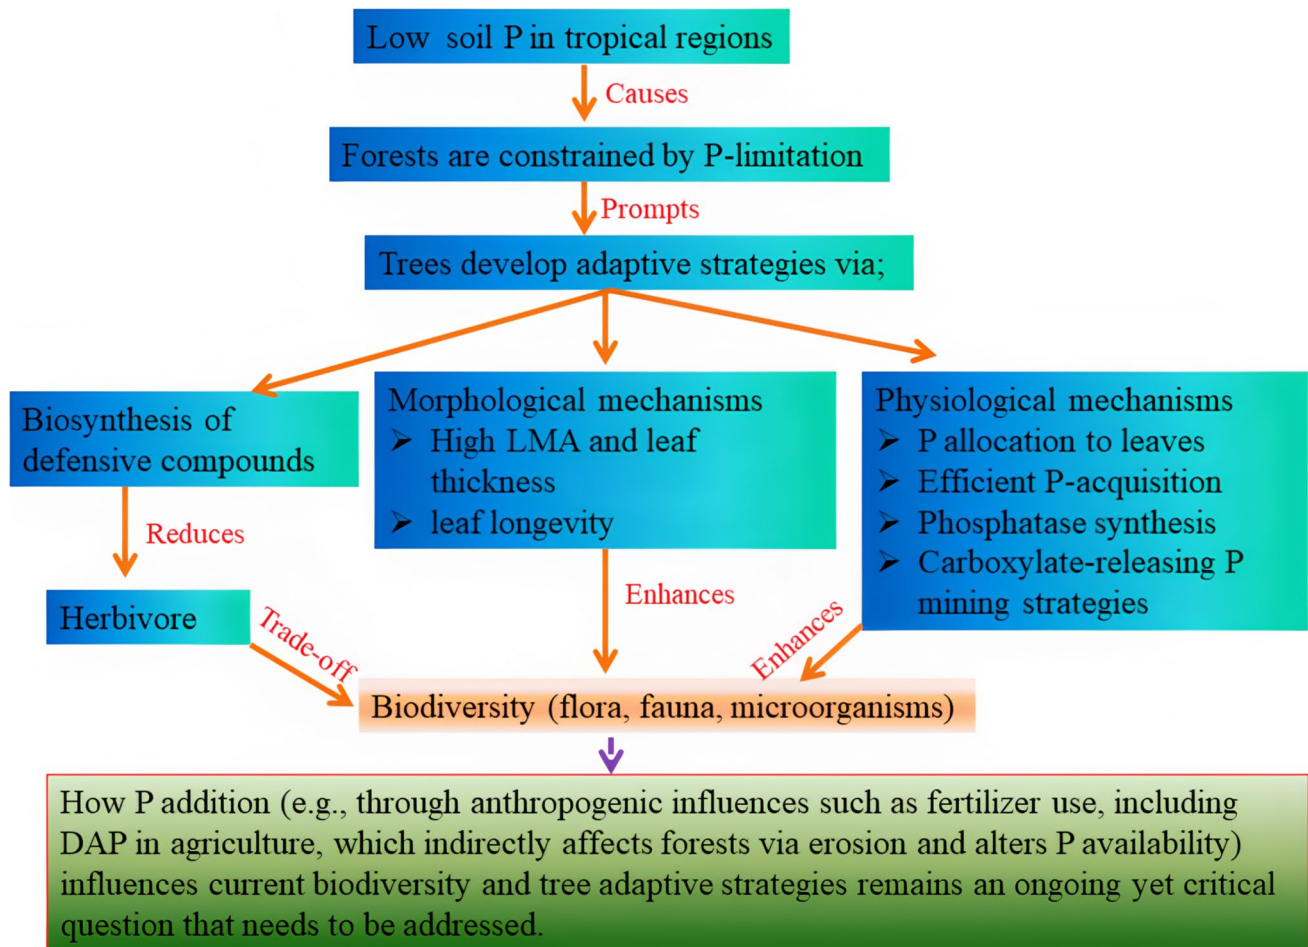 Low soil P in tropical regions
Causes
Forests are constrained by P-limitation
Prompts
Trees develop adaptive strategies via;
Biosynthesis of
defensive compounds
Reduces
Herbivore
Trade-off
Morphological mechanisms
➢ High LMA and leaf
thickness
➢ leaf longevity
Enhances
Physiological mechanisms
➢ P allocation to leaves
➢ Efficient P-acquisition
➢ Phosphatase synthesis
➢ Carboxylate-releasing P
mining strategies
Enhances
Biodiversity (flora, fauna, microorganisms)
How P addition (e.g., through anthropogenic influences such as fertilizer use, including
DAP in agriculture, which indirectly affects forests via erosion and alters P availability)
influences current biodiversity and tree adaptive strategies remains an ongoing yet critical
question that needs to be addressed.